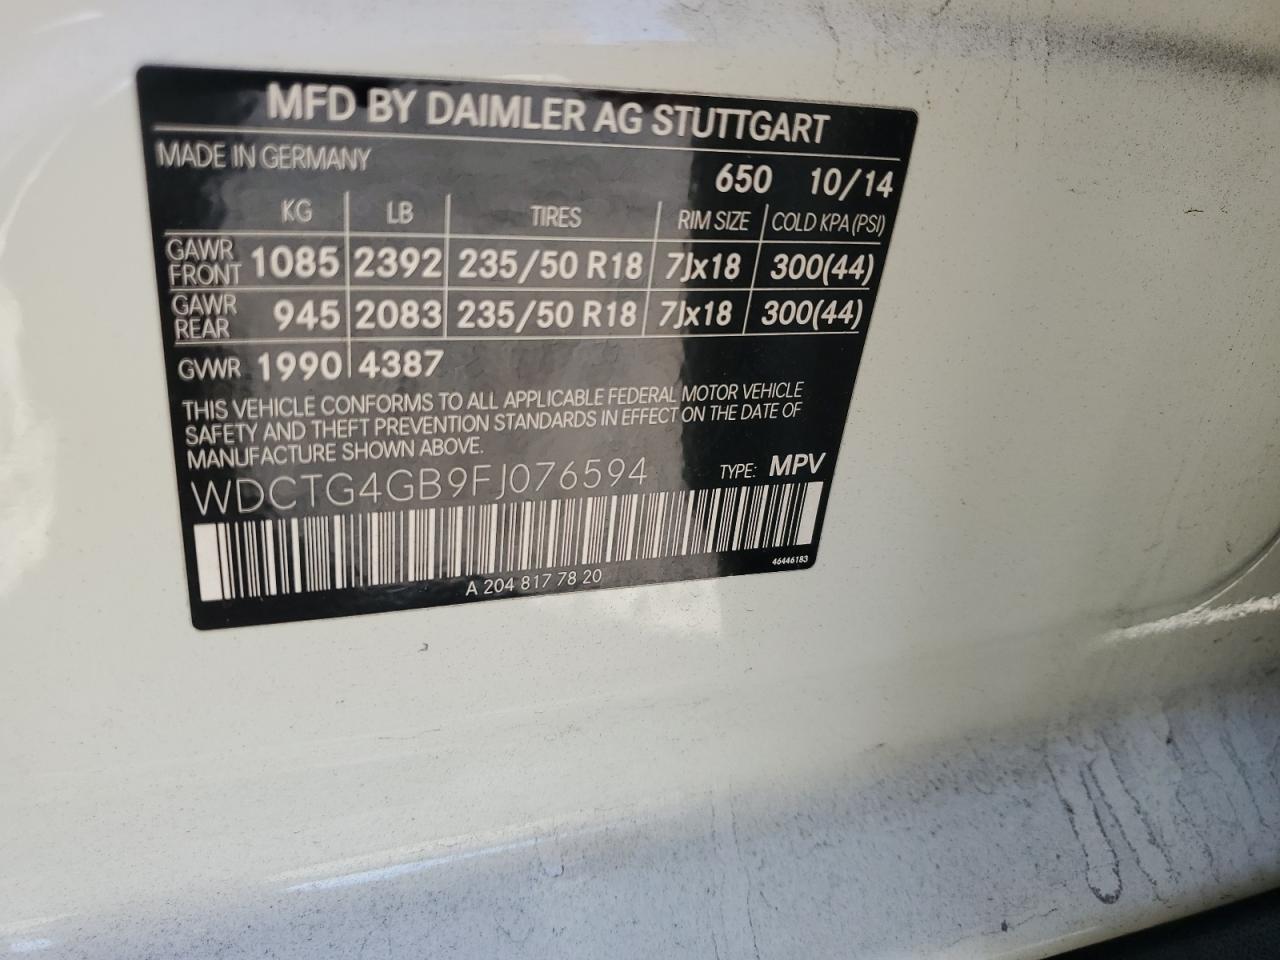 MFD BY DAIMLER AG STUTTGART
MADE IN GERMANY
650 10/14
KG LB TIRES RIM SIZE COLD KPA(PSI)
GAWR FRONT 1085 2392 235/50 R18 7Jx18 300(44)
GAWR REAR 945 2083 235/50 R18 7Jx18 300(44)
GVWR 1990 4387
THIS VEHICLE CONFORMS TO ALL APPLICABLE FEDERAL MOTOR VEHICLE
SAFETY AND THEFT PREVENTION STANDARDS IN EFFECT ON THE DATE OF
MANUFACTURE SHOWN ABOVE.
WDCTG4GB9FJ076594 TYPE: MPV
46446183
A 204 817 78 20